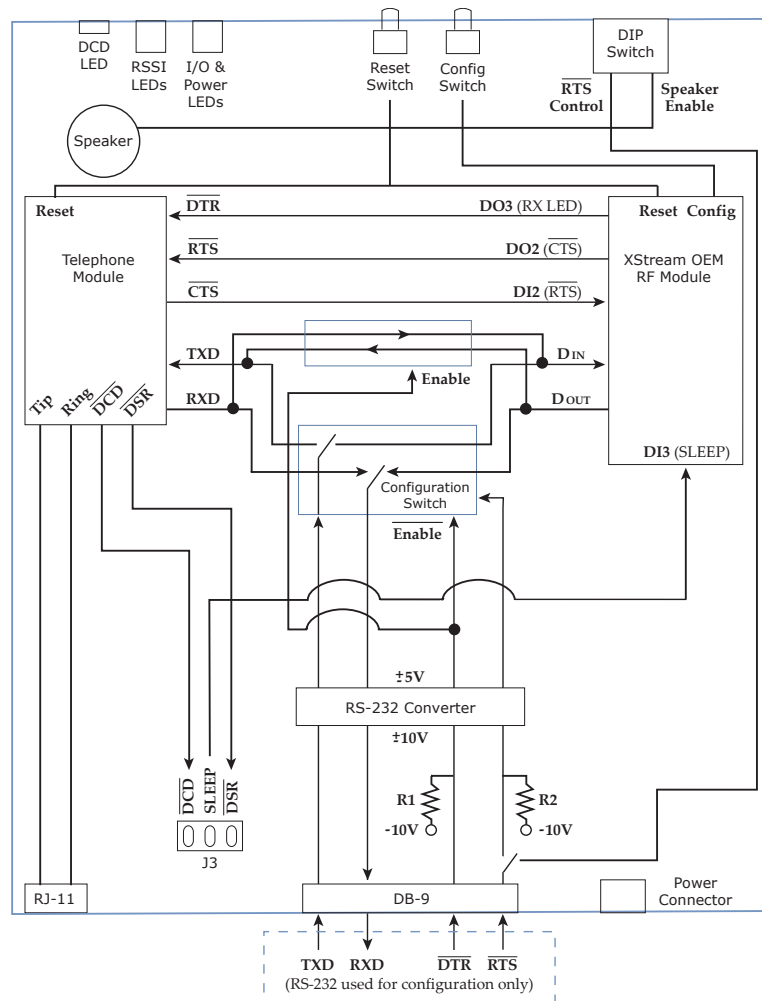 DCD
LED
RSSI
LEDs
I/O &
Power
LEDs
Reset
Switch
Config
Switch
DIP
Switch
RTS
Control
Speaker
Enable
Speaker
Reset
Telephone
Module
DTR
DO3 (RX LED)
Reset Config
RTS
DO2 (CTS)
XStream OEM
RF Module
CTS
DI2 (RTS)
TXD
DIN
Enable
RXD
DOUT
Tip
Ring
DCD
DSR
DI3 (SLEEP)
Configuration
Switch
Enable
±5V
RS-232 Converter
±10V
R1
-10V
R2
-10V
DCD
SLEEP
DSR
J3
RJ-11
DB-9
Power
Connector
TXD RXD DTR RTS
(RS-232 used for configuration only)